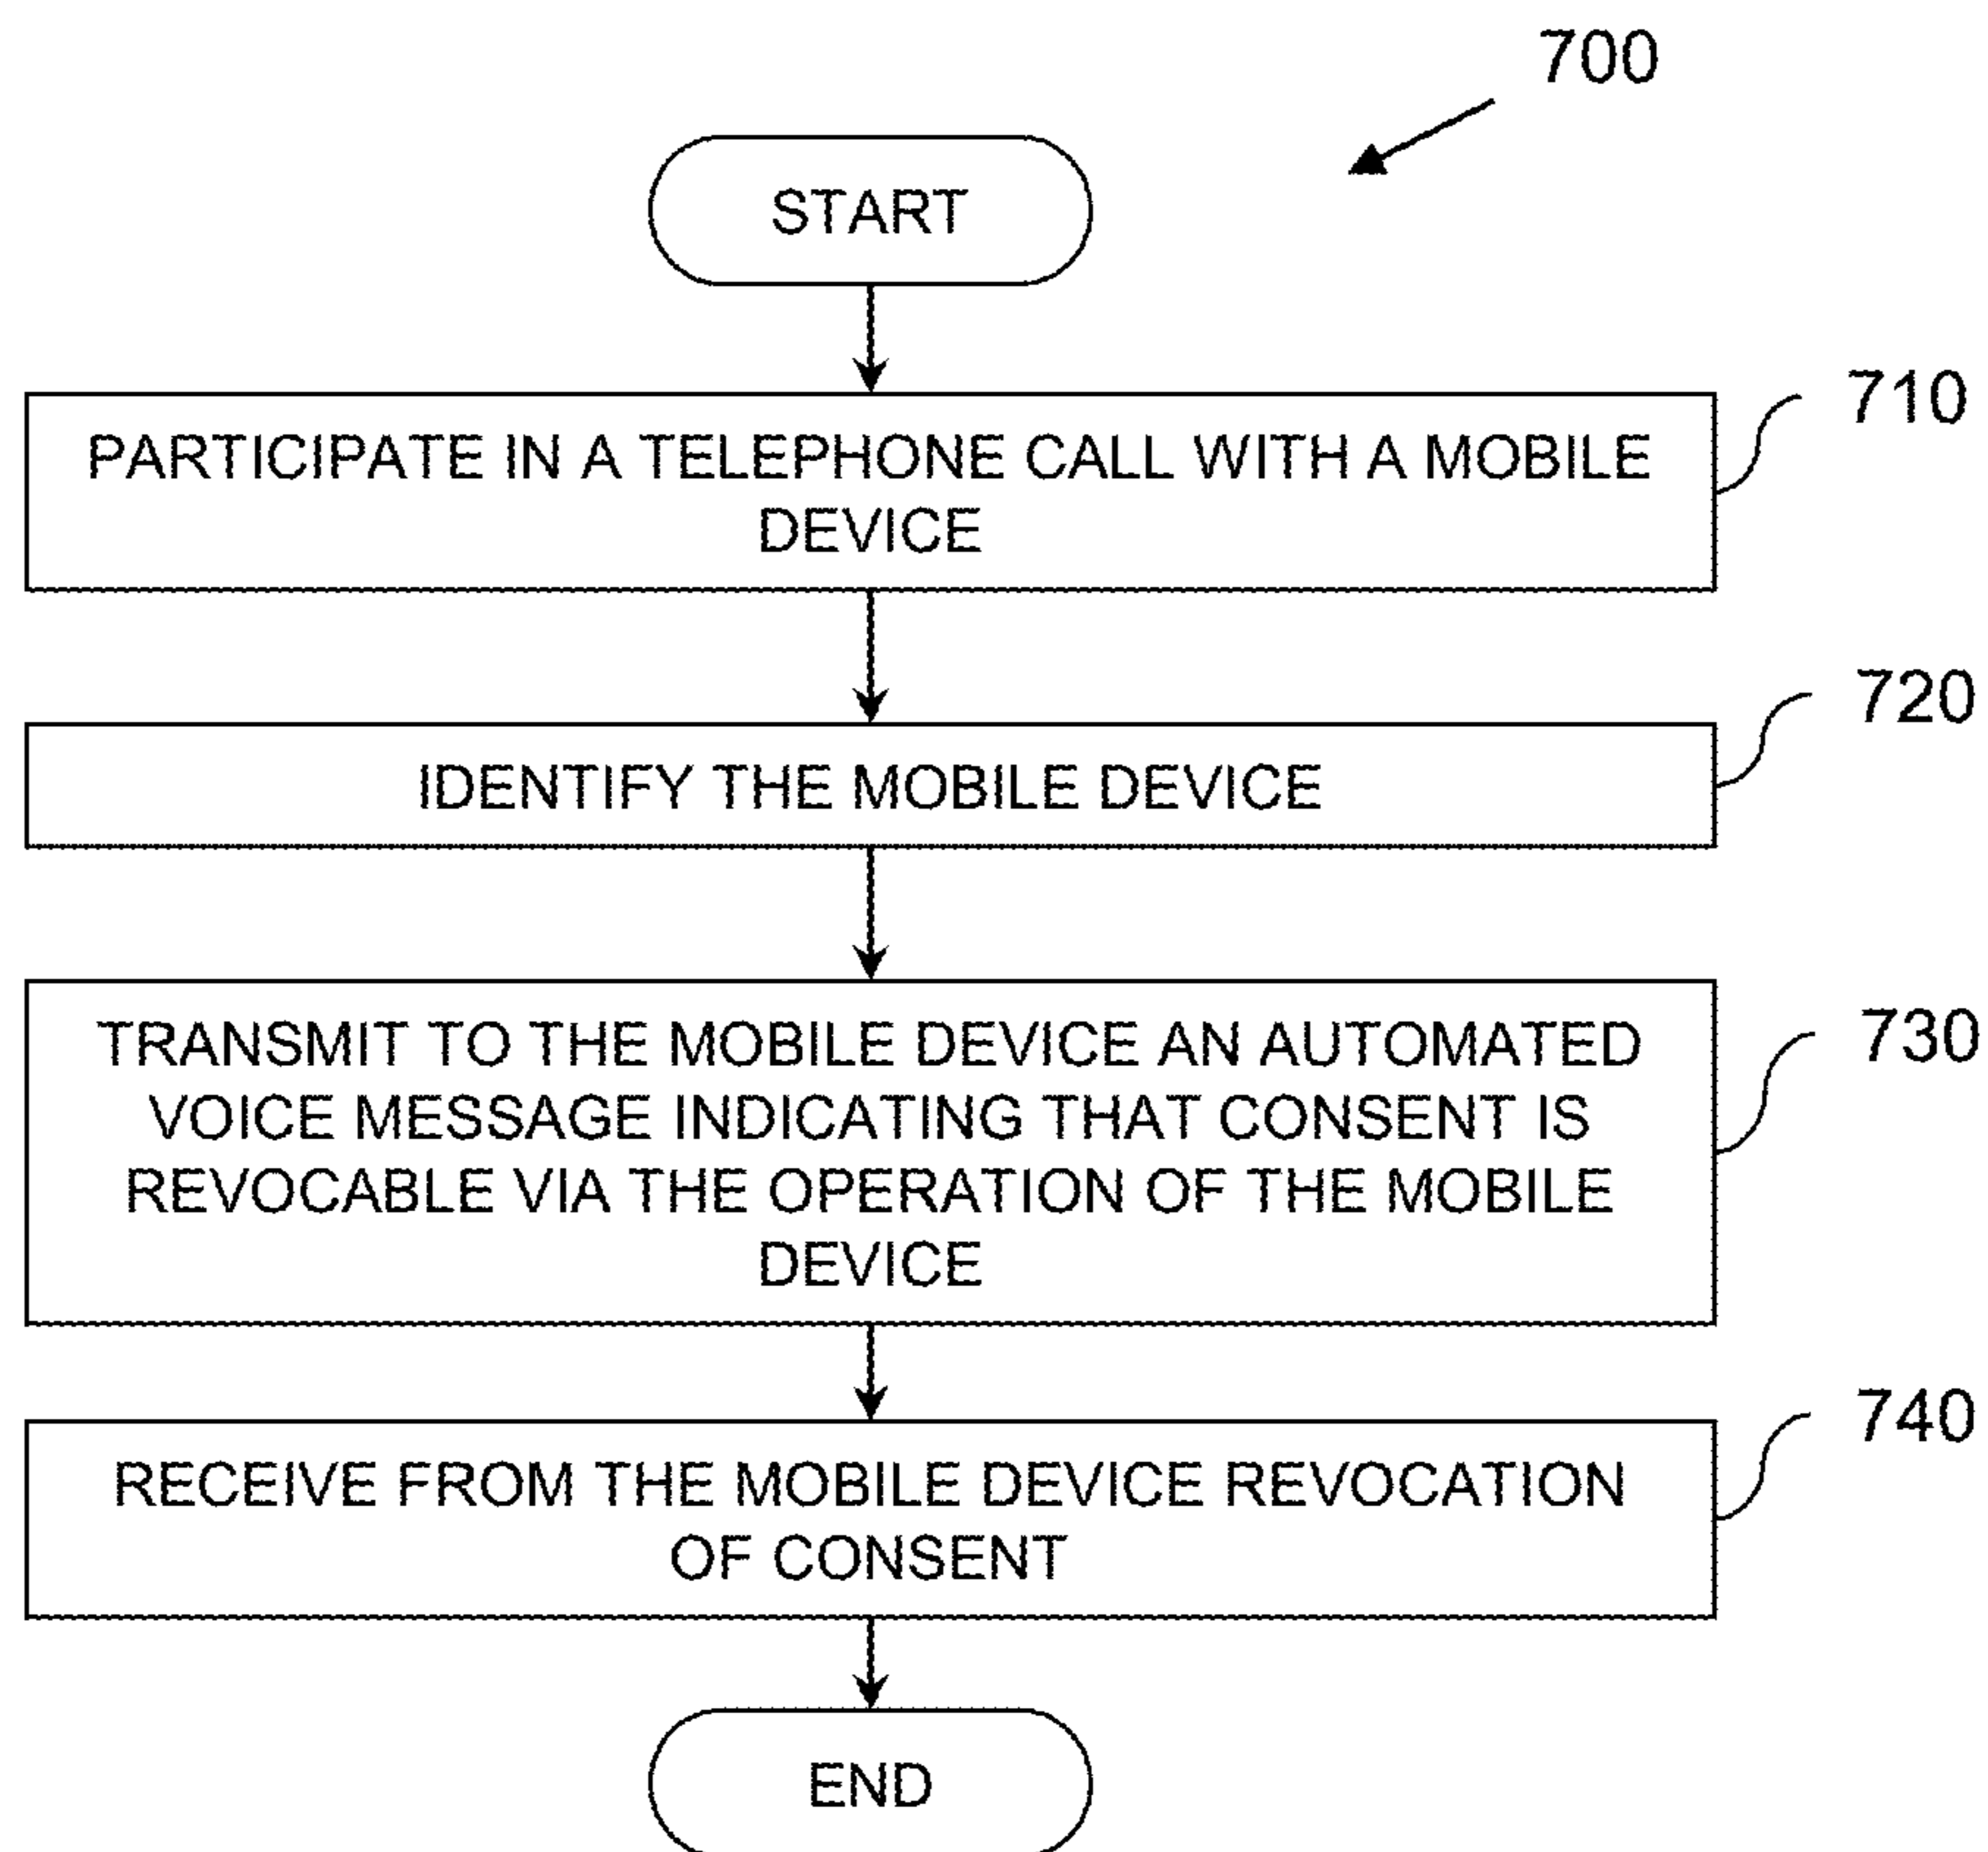 700
START
710
PARTICIPATE IN A TELEPHONE CALL WITH A MOBILE
DEVICE
720
IDENTIFY THE MOBILE DEVICE
730
TRANSMIT TO THE MOBILE DEVICE AN AUTOMATED
VOICE MESSAGE INDICATING THAT CONSENT IS
REVOCABLE VIA THE OPERATION OF THE MOBILE
DEVICE
740
RECEIVE FROM THE MOBILE DEVICE REVOCATION
OF CONSENT
END